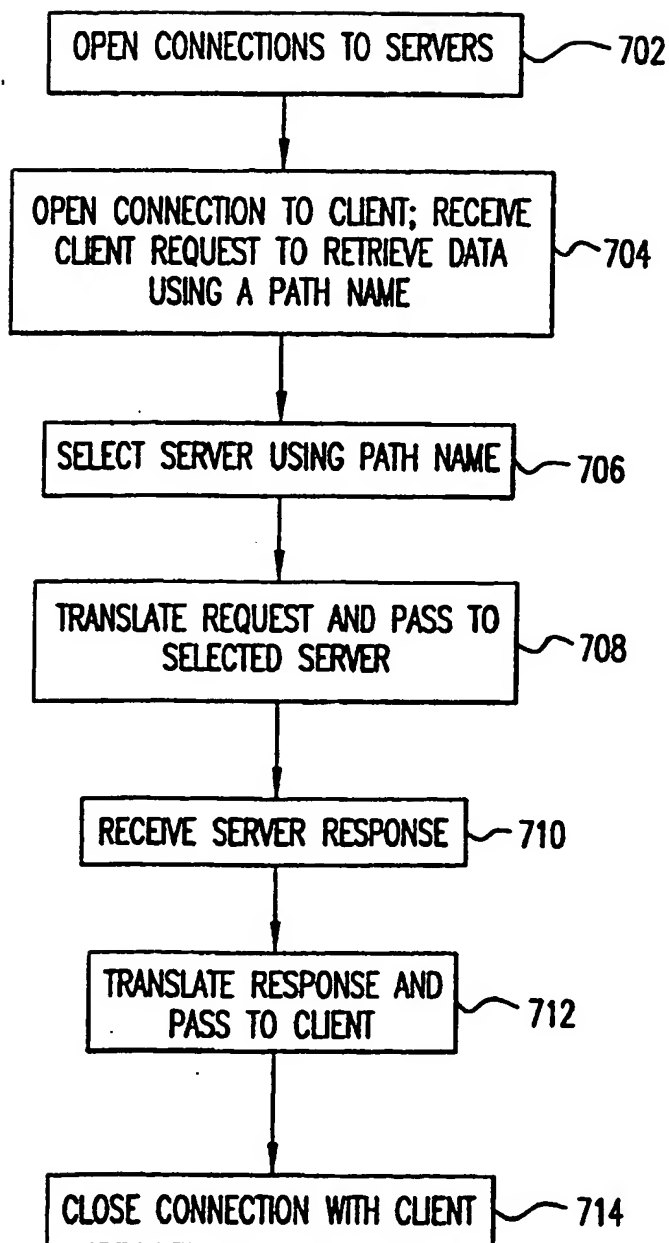 OPEN CONNECTIONS TO SERVERS 702
OPEN CONNECTION TO CLIENT; RECEIVE
CLIENT REQUEST TO RETRIEVE DATA 704
USING A PATH NAME
SELECT SERVER USING PATH NAME 706
TRANSLATE REQUEST AND PASS TO
SELECTED SERVER 708
RECEIVE SERVER RESPONSE 710
TRANSLATE RESPONSE AND
PASS TO CLIENT 712
CLOSE CONNECTION WITH CLIENT 714